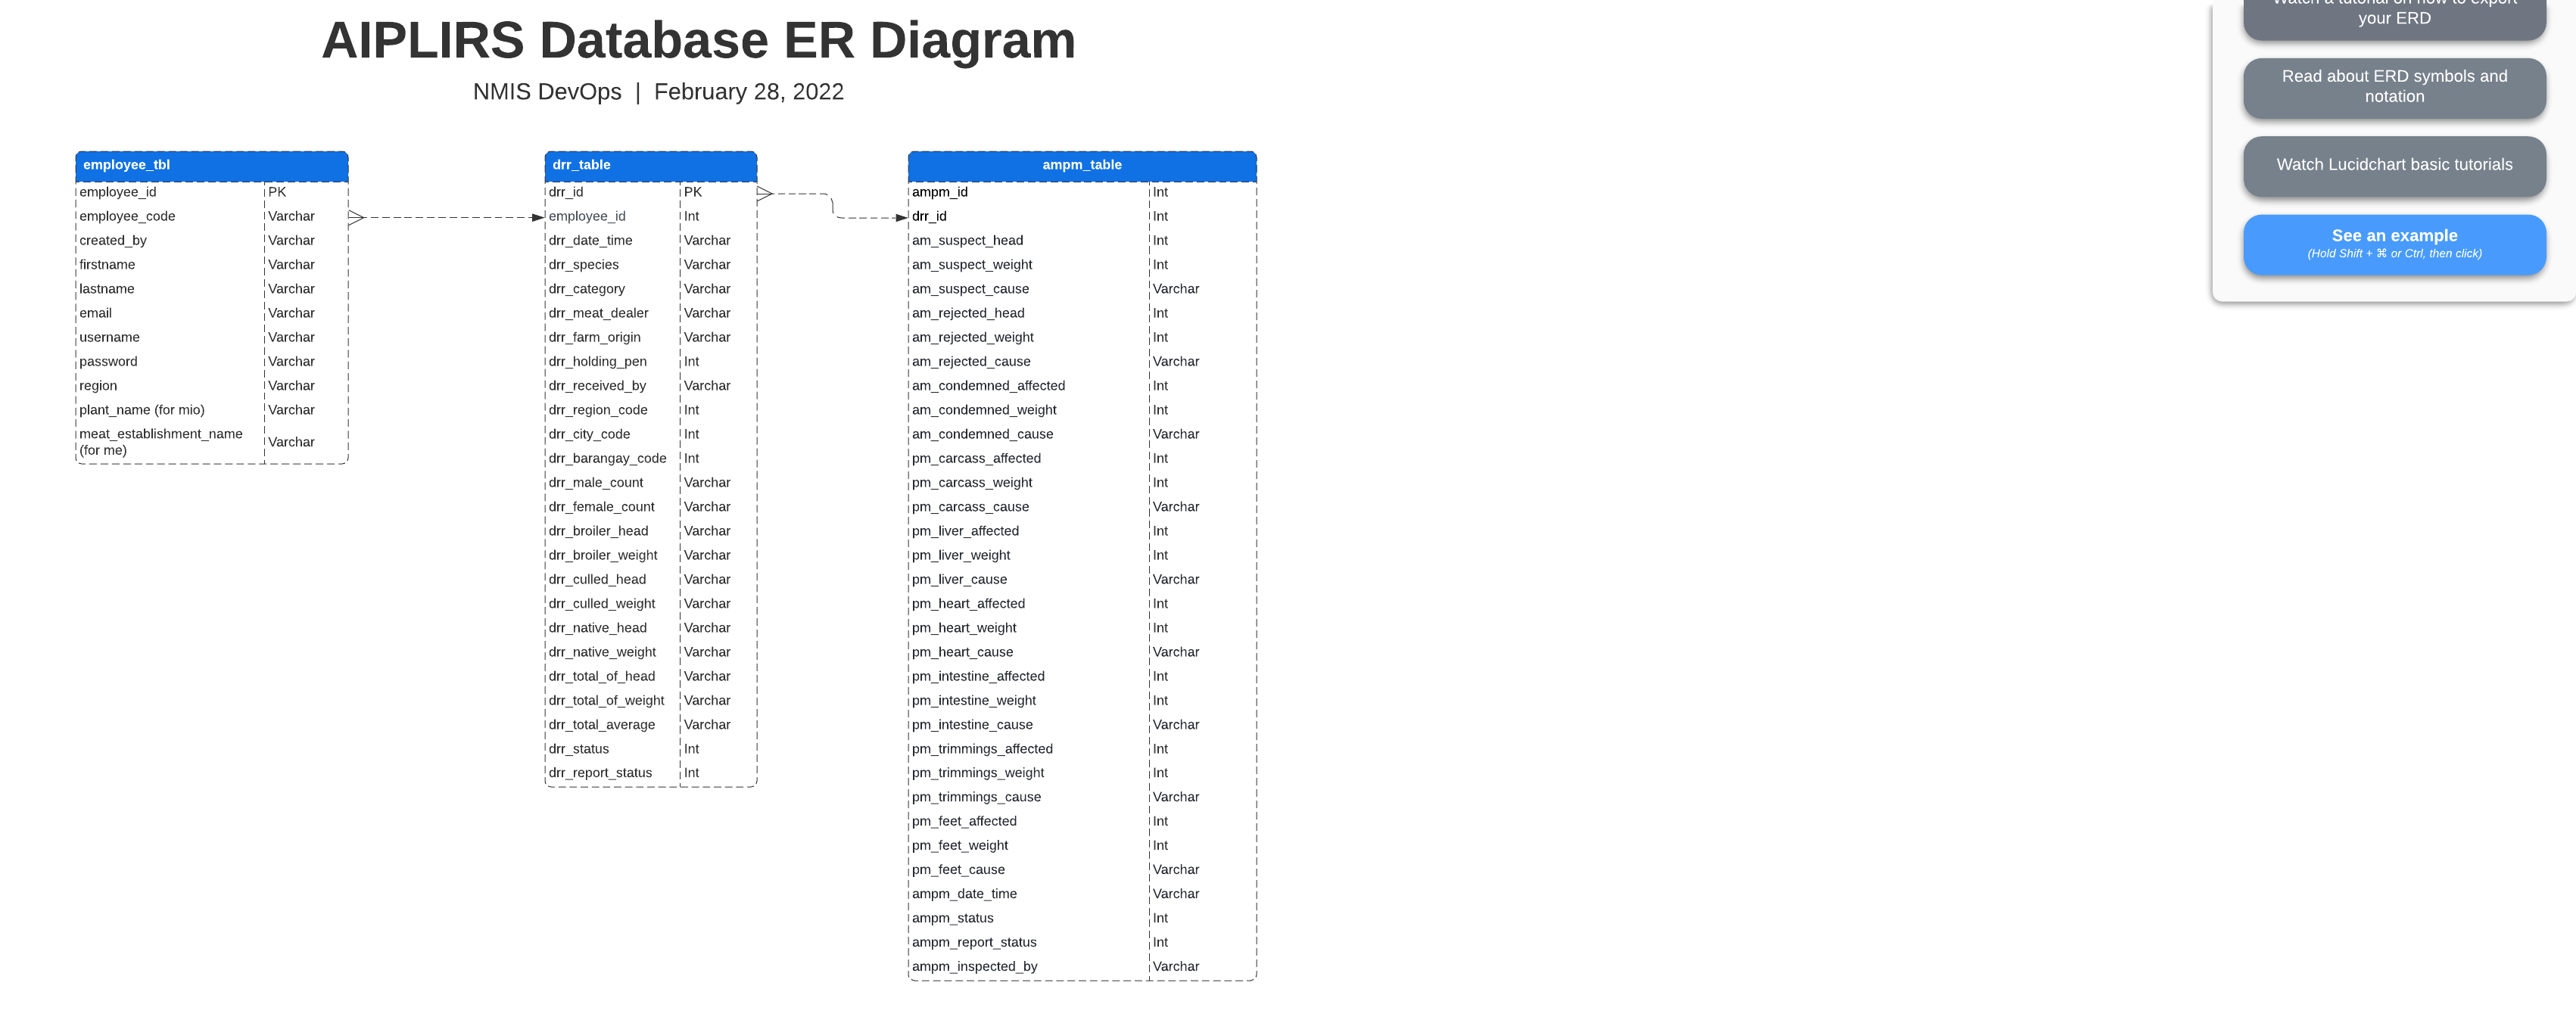 AIPLIRS Database ER Diagram
NMIS DevOps | February 28, 2022
employee_tbl
employee_id PK
employee_code Varchar
created_by Varchar
firstname Varchar
lastname Varchar
email Varchar
username Varchar
password Varchar
region Varchar
plant_name (for mio) Varchar
meat_establishment_name
(for me) Varchar
drr_table
drr_id PK
employee_id Int
drr_date_time Varchar
drr_species Varchar
drr_category Varchar
drr_meat_dealer Varchar
drr_farm_origin Varchar
drr_holding_pen Int
drr_received_by Varchar
drr_region_code Int
drr_city_code Int
drr_barangay_code Int
drr_male_count Varchar
drr_female_count Varchar
drr_broiler_head Varchar
drr_broiler_weight Varchar
drr_culled_head Varchar
drr_culled_weight Varchar
drr_native_head Varchar
drr_native_weight Varchar
drr_total_of_head Varchar
drr_total_of_weight Varchar
drr_total_average Varchar
drr_status Int
drr_report_status Int
ampm_table
ampm_id Int
drr_id Int
am_suspect_head Int
am_suspect_weight Int
am_suspect_cause Varchar
am_rejected_head Int
am_rejected_weight Int
am_rejected_cause Varchar
am_condemned_affected Int
am_condemned_weight Int
am_condemned_cause Varchar
pm_carcass_affected Int
pm_carcass_weight Int
pm_carcass_cause Varchar
pm_liver_affected Int
pm_liver_weight Int
pm_liver_cause Varchar
pm_heart_affected Int
pm_heart_weight Int
pm_heart_cause Varchar
pm_intestine_affected Int
pm_intestine_weight Int
pm_intestine_cause Varchar
pm_trimmings_affected Int
pm_trimmings_weight Int
pm_trimmings_cause Varchar
pm_feet_affected Int
pm_feet_weight Int
pm_feet_cause Varchar
ampm_date_time Varchar
ampm_status Int
ampm_report_status Int
ampm_inspected_by Varchar
Watch a tutorial on how to export
your ERD
Read about ERD symbols and
notation
Watch Lucidchart basic tutorials
See an example
(Hold Shift + ⌘ or Ctrl, then click)